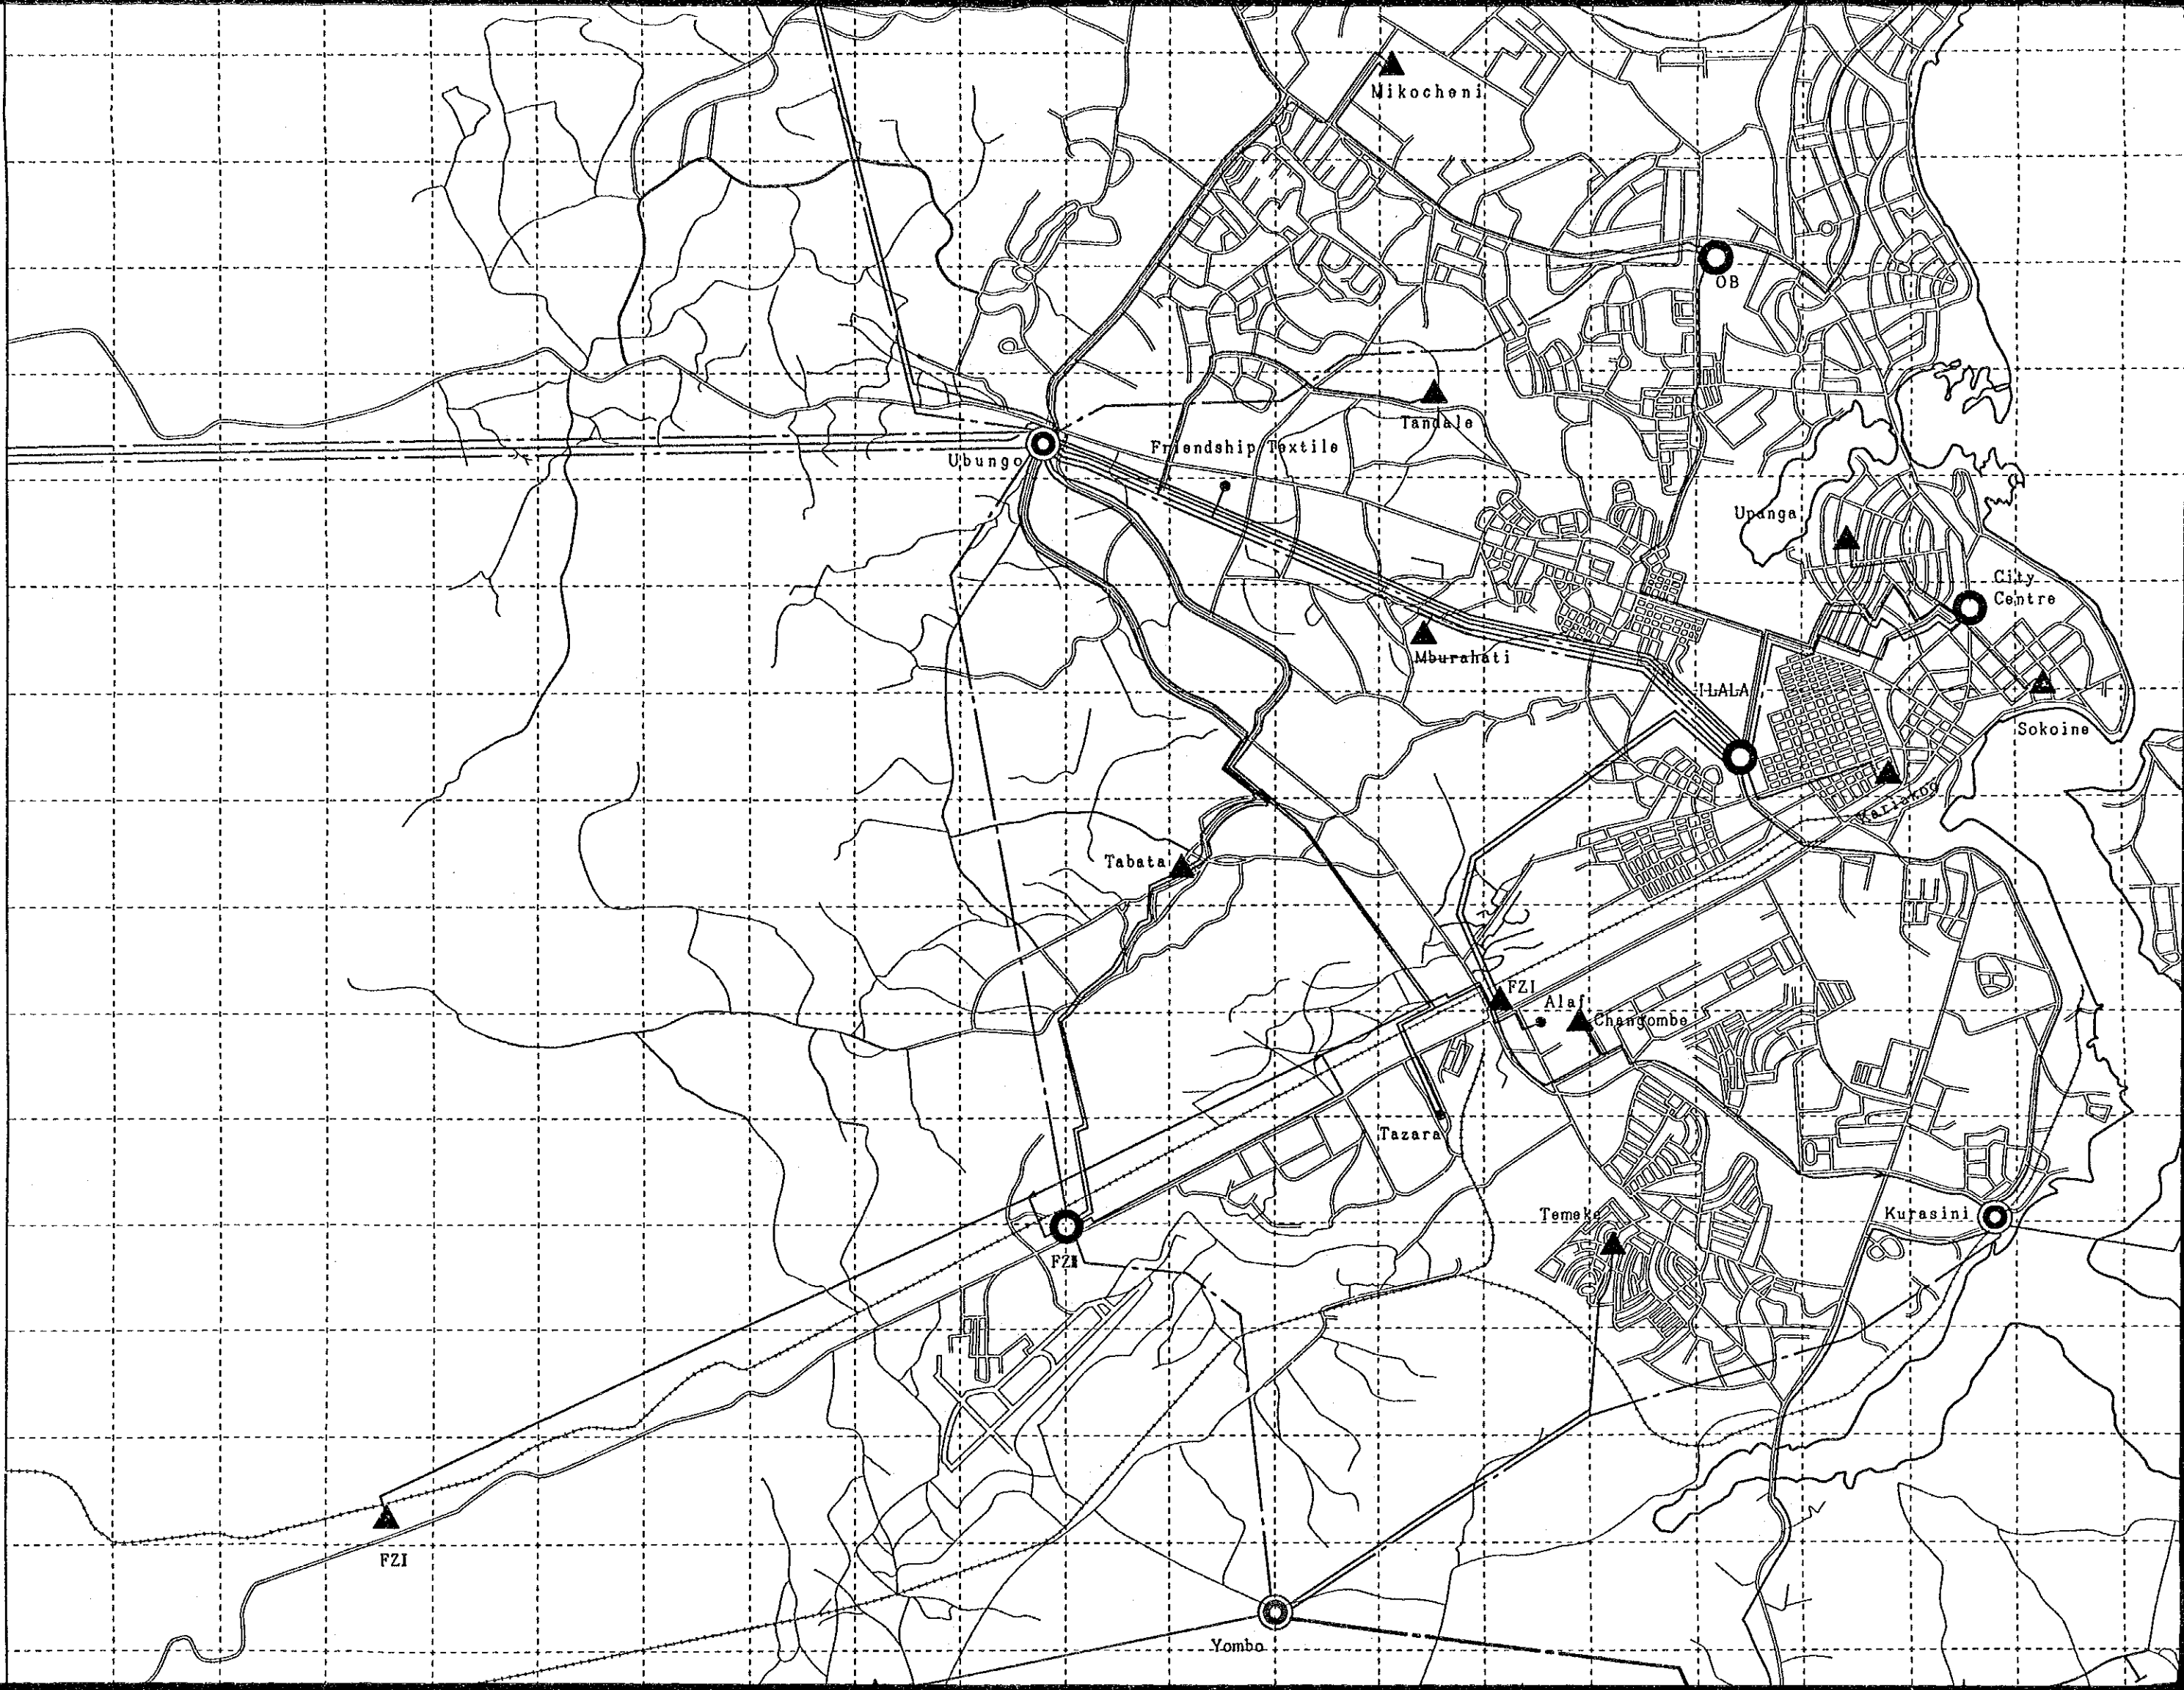 Mikocheni
OB
Tandale
Friendship Textile
Ubungo
Upanga
City
Centre
Mburahati
ILALA
Sokoine
Kariakoo
Tabata
FZI
Alaf
Changombe
Tazara
Temeke
Kurasini
FZI
Yombo